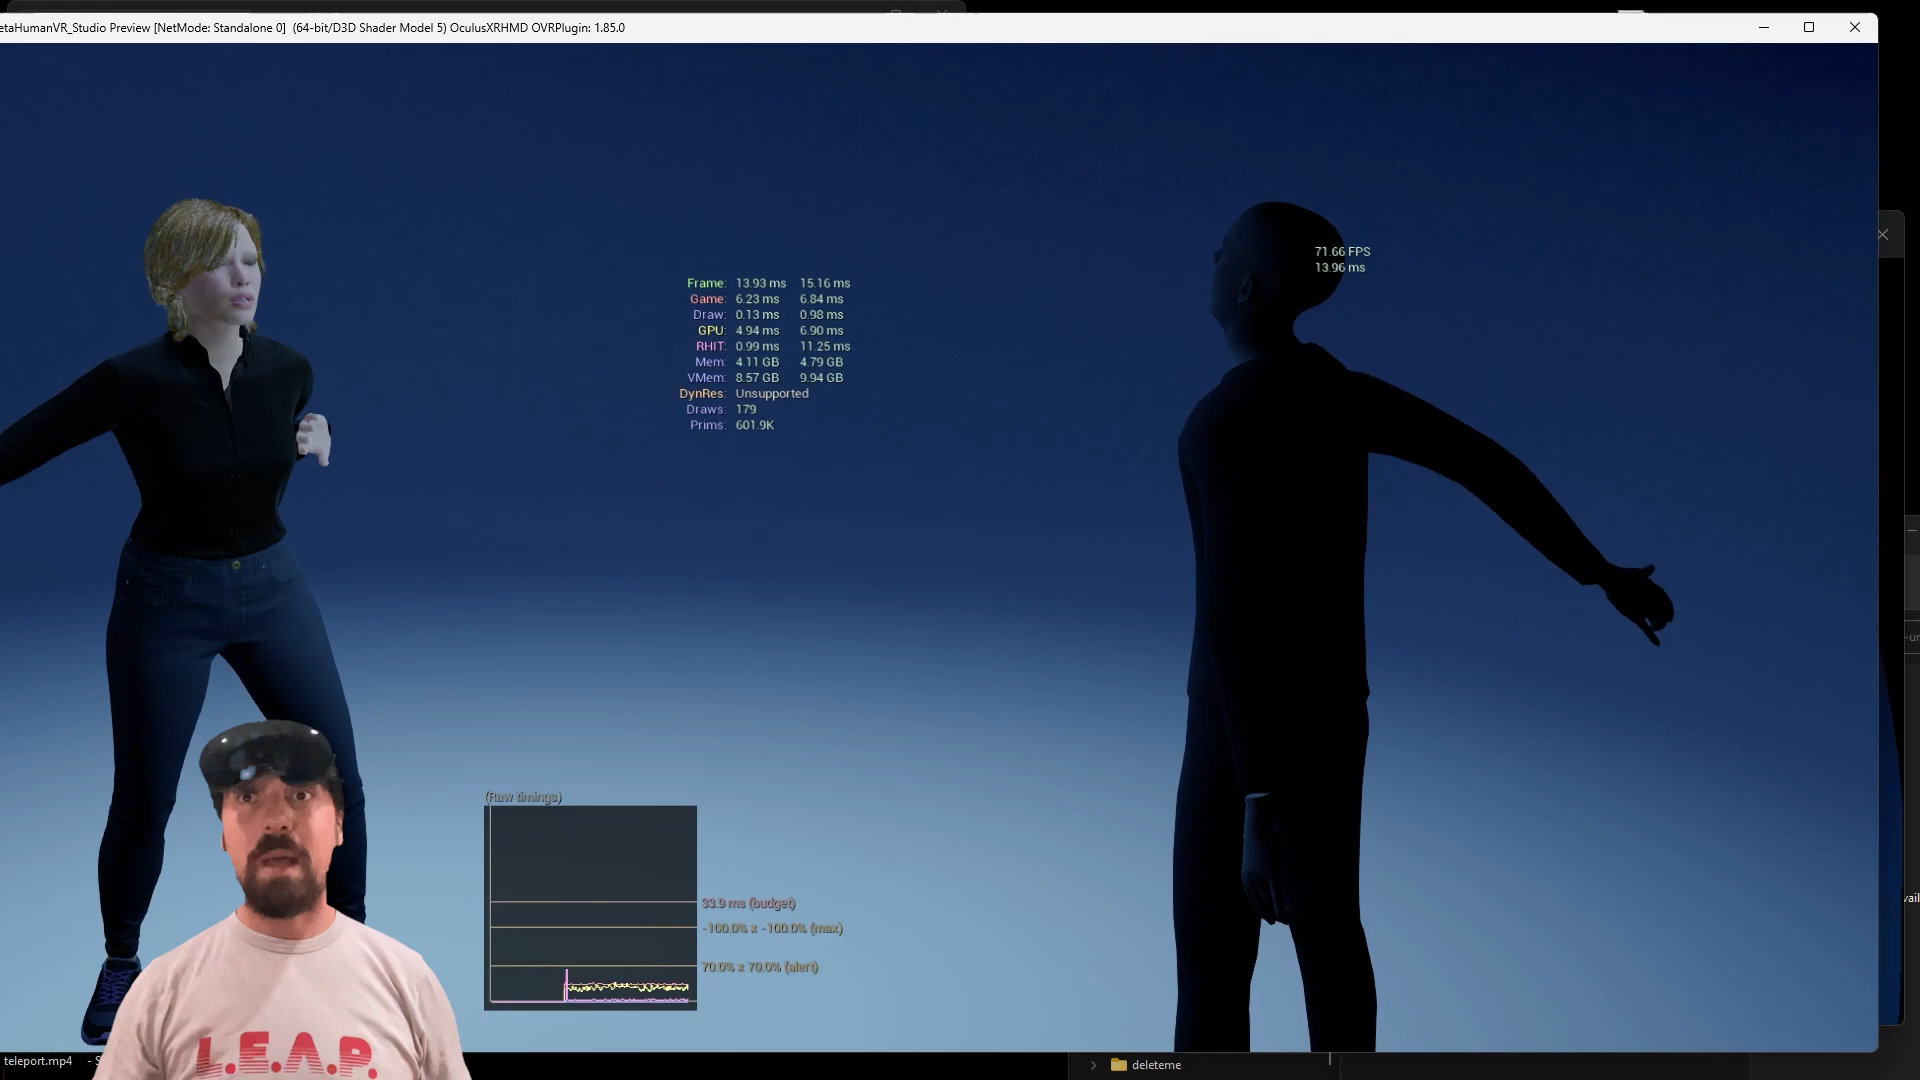 etaHumanVR_Studio Preview [NetMode: Standalone 0] (64-bit/D3D Shader Model 5) OculusXRHMD OVRPlugin: 1.85.0
71.66 FPS
13.96 ms
Frame: 13.93 ms 15.16 ms
Game: 6.23 ms 6.84 ms
Draw: 0.13 ms 0.98 ms
GPU: 4.94 ms 6.90 ms
RHIT: 0.99 ms 11.25 ms
Mem: 4.11 GB 4.79 GB
VMem: 8.57 GB 9.94 GB
DynRes: Unsupported
Draws: 179
Prims: 601.9K
(Raw timings)
33.9 ms (budget)
-100.0% x -100.0% (max)
70.0% x 70.0% (alert)
L.E.A.P.
teleport.mp4 - S
deleteme
-ur
vail